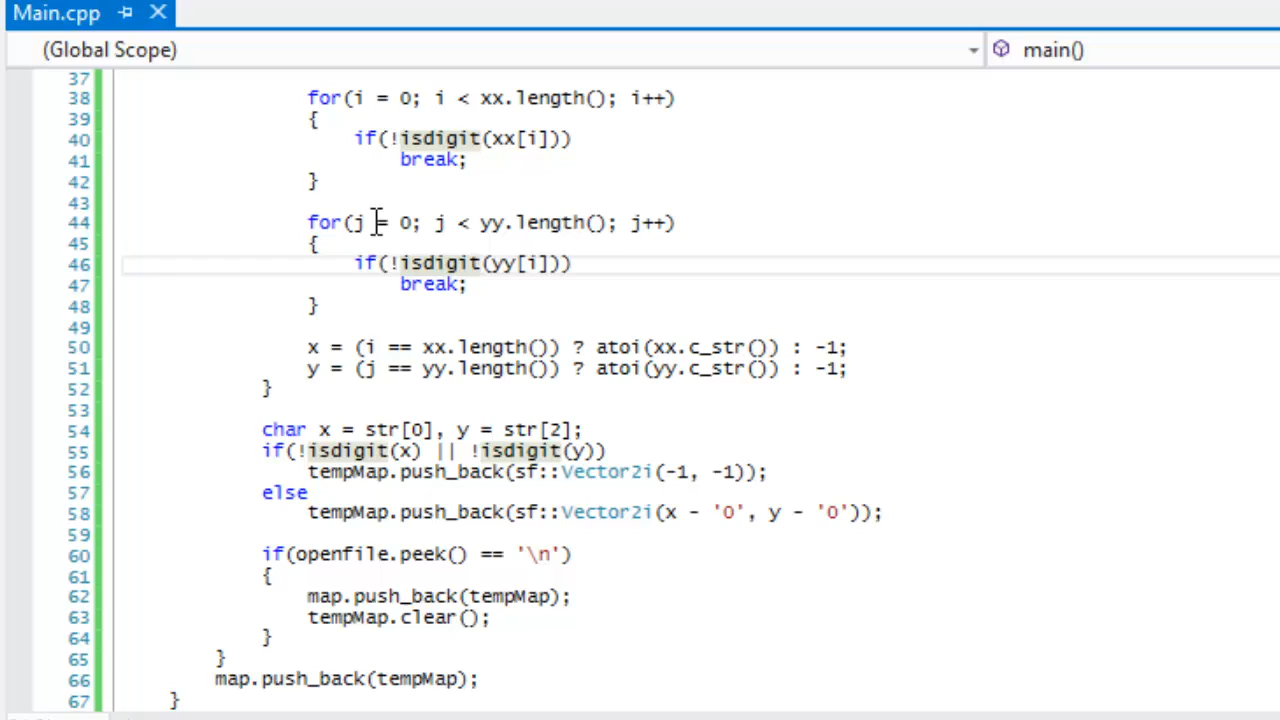 Main.cpp
(Global Scope) main()
37
38 for(i = 0; i < xx.length(); i++)
39 {
40 if(!isdigit(xx[i]))
41 break;
42 }
43
44 for(j = 0; j < yy.length(); j++)
45 {
46 if(!isdigit(yy[i]))
47 break;
48 }
49
50 x = (i == xx.length()) ? atoi(xx.c_str()) : -1;
51 y = (j == yy.length()) ? atoi(yy.c_str()) : -1;
52 }
53
54 char x = str[0], y = str[2];
55 if(!isdigit(x) || !isdigit(y))
56 tempMap.push_back(sf::Vector2i(-1, -1));
57 else
58 tempMap.push_back(sf::Vector2i(x - '0', y - '0'));
59
60 if(openfile.peek() == '\n')
61 {
62 map.push_back(tempMap);
63 tempMap.clear();
64 }
65 }
66 map.push_back(tempMap);
67 }